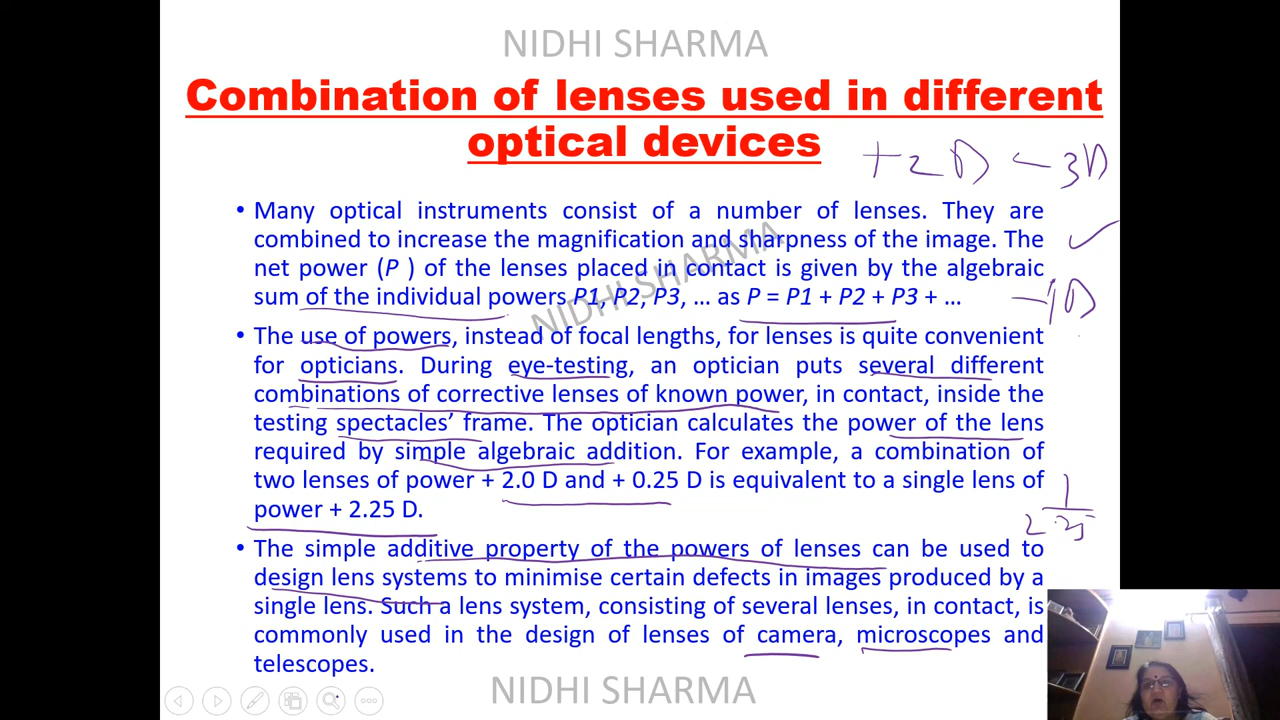 NIDHI SHARMA
Combination of lenses used in different
optical devices
+2D -3D
• Many optical instruments consist of a number of lenses. They are
combined to increase the magnification and sharpness of the image. The
net power (P ) of the lenses placed in contact is given by the algebraic
sum of the individual powers P1, P2, P3, … as P = P1 + P2 + P3 + …
-1D
NIDHI SHARMA
• The use of powers, instead of focal lengths, for lenses is quite convenient
for opticians. During eye-testing, an optician puts several different
combinations of corrective lenses of known power, in contact, inside the
testing spectacles’ frame. The optician calculates the power of the lens
required by simple algebraic addition. For example, a combination of
two lenses of power + 2.0 D and + 0.25 D is equivalent to a single lens of
power + 2.25 D.
1
2.25
• The simple additive property of the powers of lenses can be used to
design lens systems to minimise certain defects in images produced by a
single lens. Such a lens system, consisting of several lenses, in contact, is
commonly used in the design of lenses of camera, microscopes and
telescopes.
NIDHI SHARMA